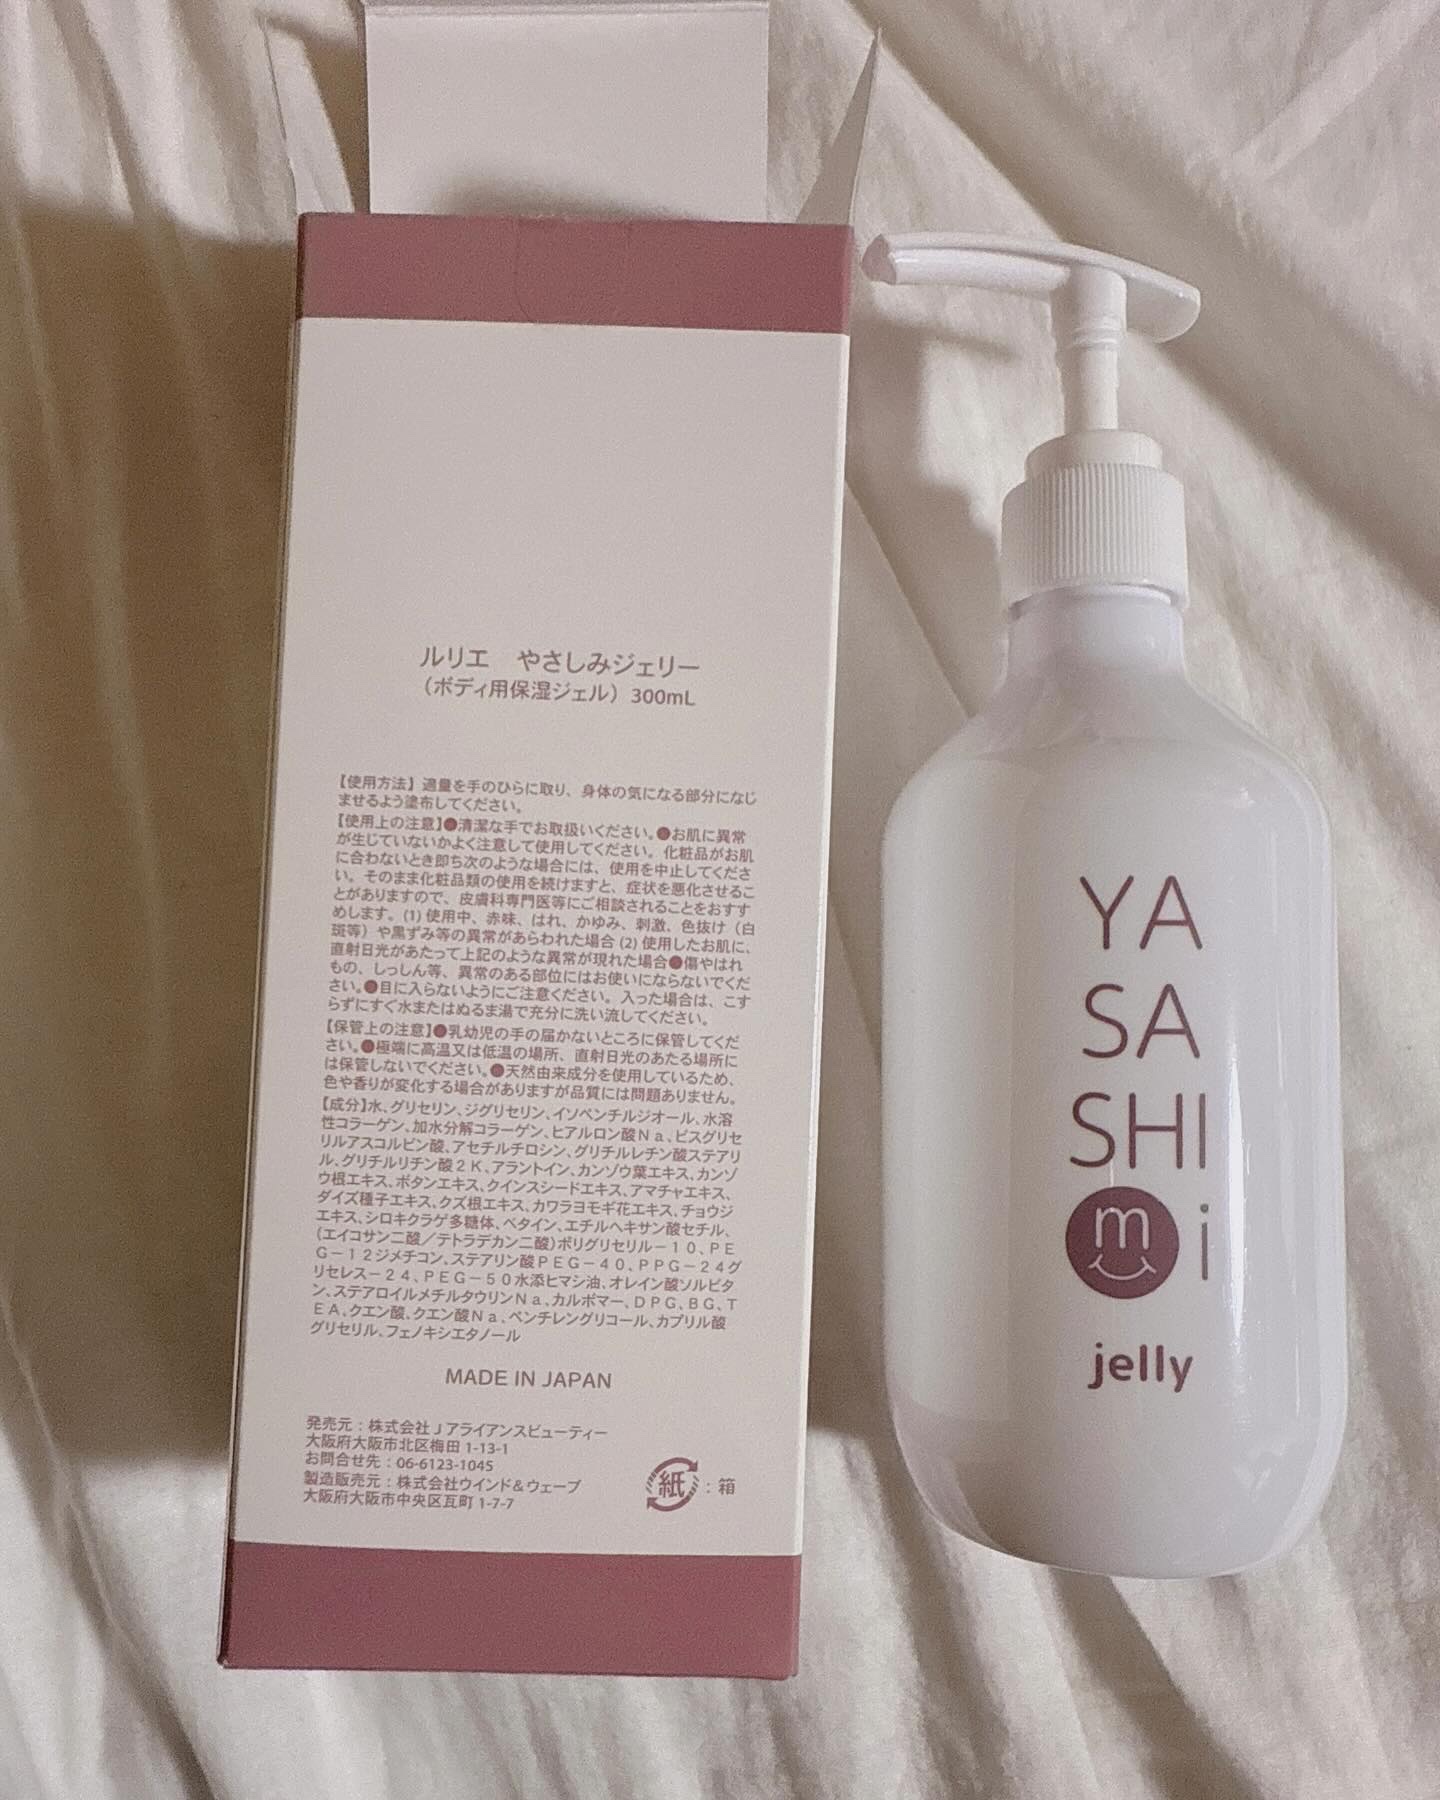 ルリエ　やさしみジェリー
（ボディ用保湿ジェル）300mL
【使用方法】適量を手のひらに取り、身体の気になる部分になじ
ませるよう塗布してください。
【使用上の注意】●清潔な手でお取扱いください。●お肌に異常
が生じていないかよく注意して使用してください。化粧品がお肌
に合わないとき即ち次のような場合には、使用を中止してくださ
い。そのまま化粧品類の使用を続けますと、症状を悪化させるこ
とがありますので、皮膚科専門医等にご相談されることをおすす
めします。(1) 使用中、赤味、はれ、かゆみ、刺激、色抜け（白
斑等）や黒ずみ等の異常があらわれた場合 (2) 使用したお肌に、
直射日光があたって上記のような異常が現れた場合●傷やはれ
もの、しっしん等、異常のある部位にはお使いにならないでくだ
さい。●目に入らないようにご注意ください。入った場合は、こす
らずにすぐ水またはぬるま湯で充分に洗い流してください。
【保管上の注意】●乳幼児の手の届かないところに保管してくだ
さい。●極端に高温又は低温の場所、直射日光のあたる場所に
は保管しないでください。●天然由来成分を使用しているため、
色や香りが変化する場合がありますが品質には問題ありません。
【成分】水、グリセリン、ジグリセリン、イソペンチルジオール、水溶
性コラーゲン、加水分解コラーゲン、ヒアルロン酸Ｎａ、ビスグリセ
リルアスコルビン酸、アセチルチロシン、グリチルレチン酸ステアリ
ル、グリチルリチン酸２Ｋ、アラントイン、カンゾウ葉エキス、カンゾ
ウ根エキス、ボタンエキス、クインスシードエキス、アマチャエキス、
ダイズ種子エキス、クズ根エキス、カワラヨモギ花エキス、チョウジ
エキス、シロキクラゲ多糖体、ベタイン、エチルヘキサン酸セチル、
（エイコサン二酸／テトラデカン二酸）ポリグリセリル－１０、ＰＥ
Ｇ－１２ジメチコン、ステアリン酸ＰＥＧ－４０、ＰＰＧ－２４グ
リセレス－２４、ＰＥＧ－５０水添ヒマシ油、オレイン酸ソルビタ
ン、ステアロイルメチルタウリンＮａ、カルボマー、ＤＰＧ、ＢＧ、Ｔ
ＥＡ、クエン酸、クエン酸Ｎａ、ペンチレングリコール、カプリル酸
グリセリル、フェノキシエタノール
MADE IN JAPAN
発売元：株式会社Ｊアライアンスビューティー
大阪府大阪市北区梅田 1-13-1
お問合せ先：06-6123-1045
製造販売元：株式会社ウインド＆ウェーブ
大阪府大阪市中央区瓦町 1-7-7
紙：箱
YA
SA
SHI
mi
jelly